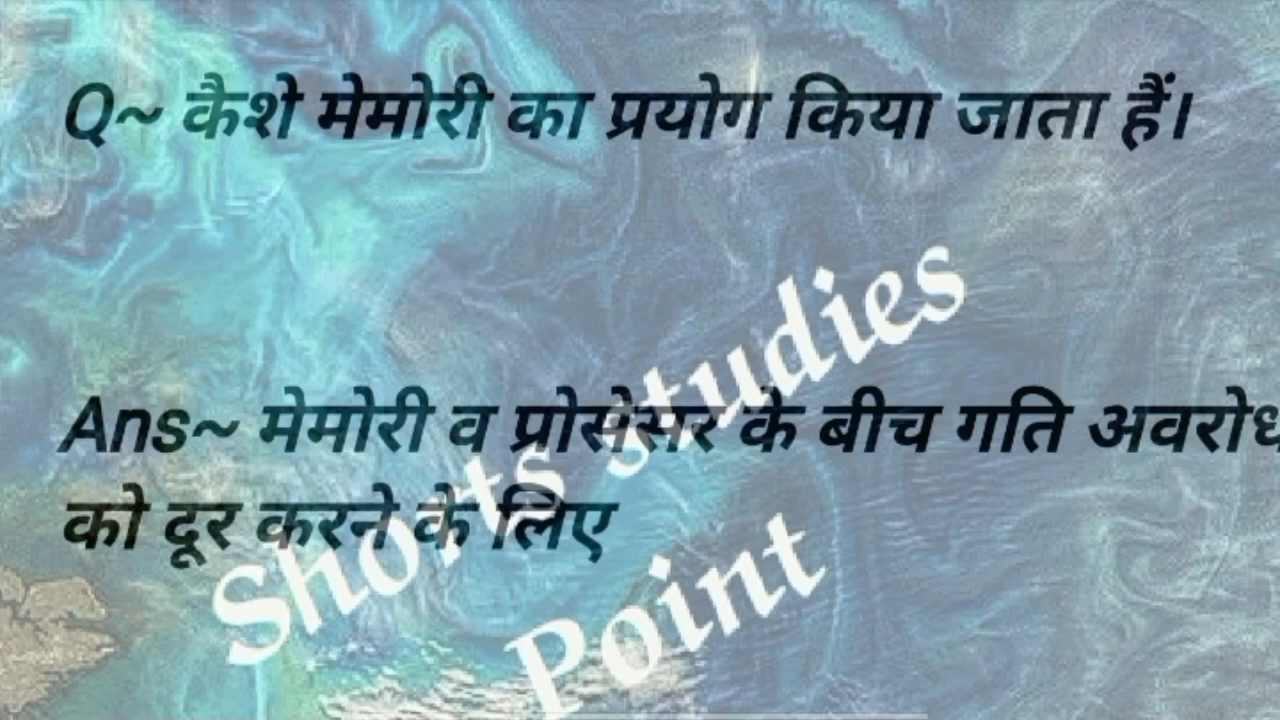 Q~ कैशे मेमोरी का प्रयोग किया जाता हैं।
Ans~ मेमोरी व प्रोसेसर के बीच गति अवरोध
को दूर करने के लिए
Shorts studies
Point